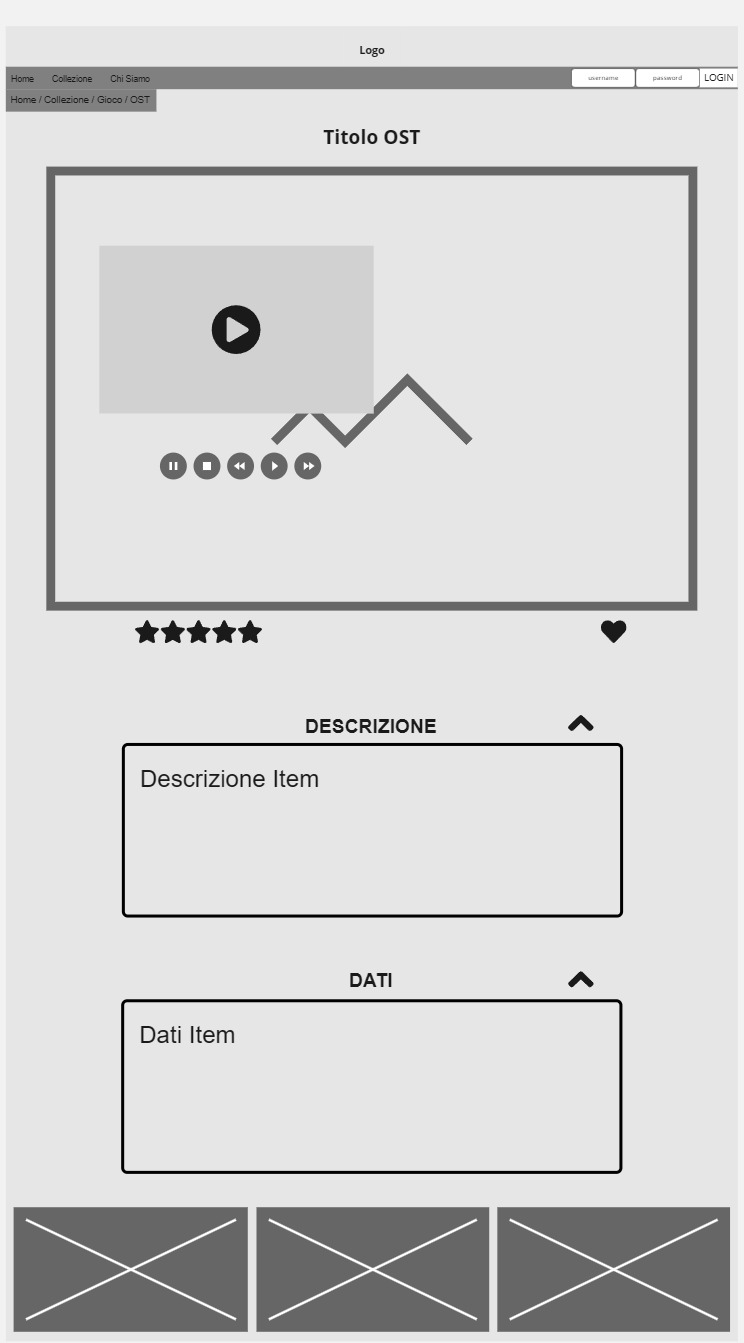 Logo
Home Collezione Chi Siamo username password LOGIN
Home / Collezione / Gioco / OST
Titolo OST
DESCRIZIONE
Descrizione Item
DATI
Dati Item